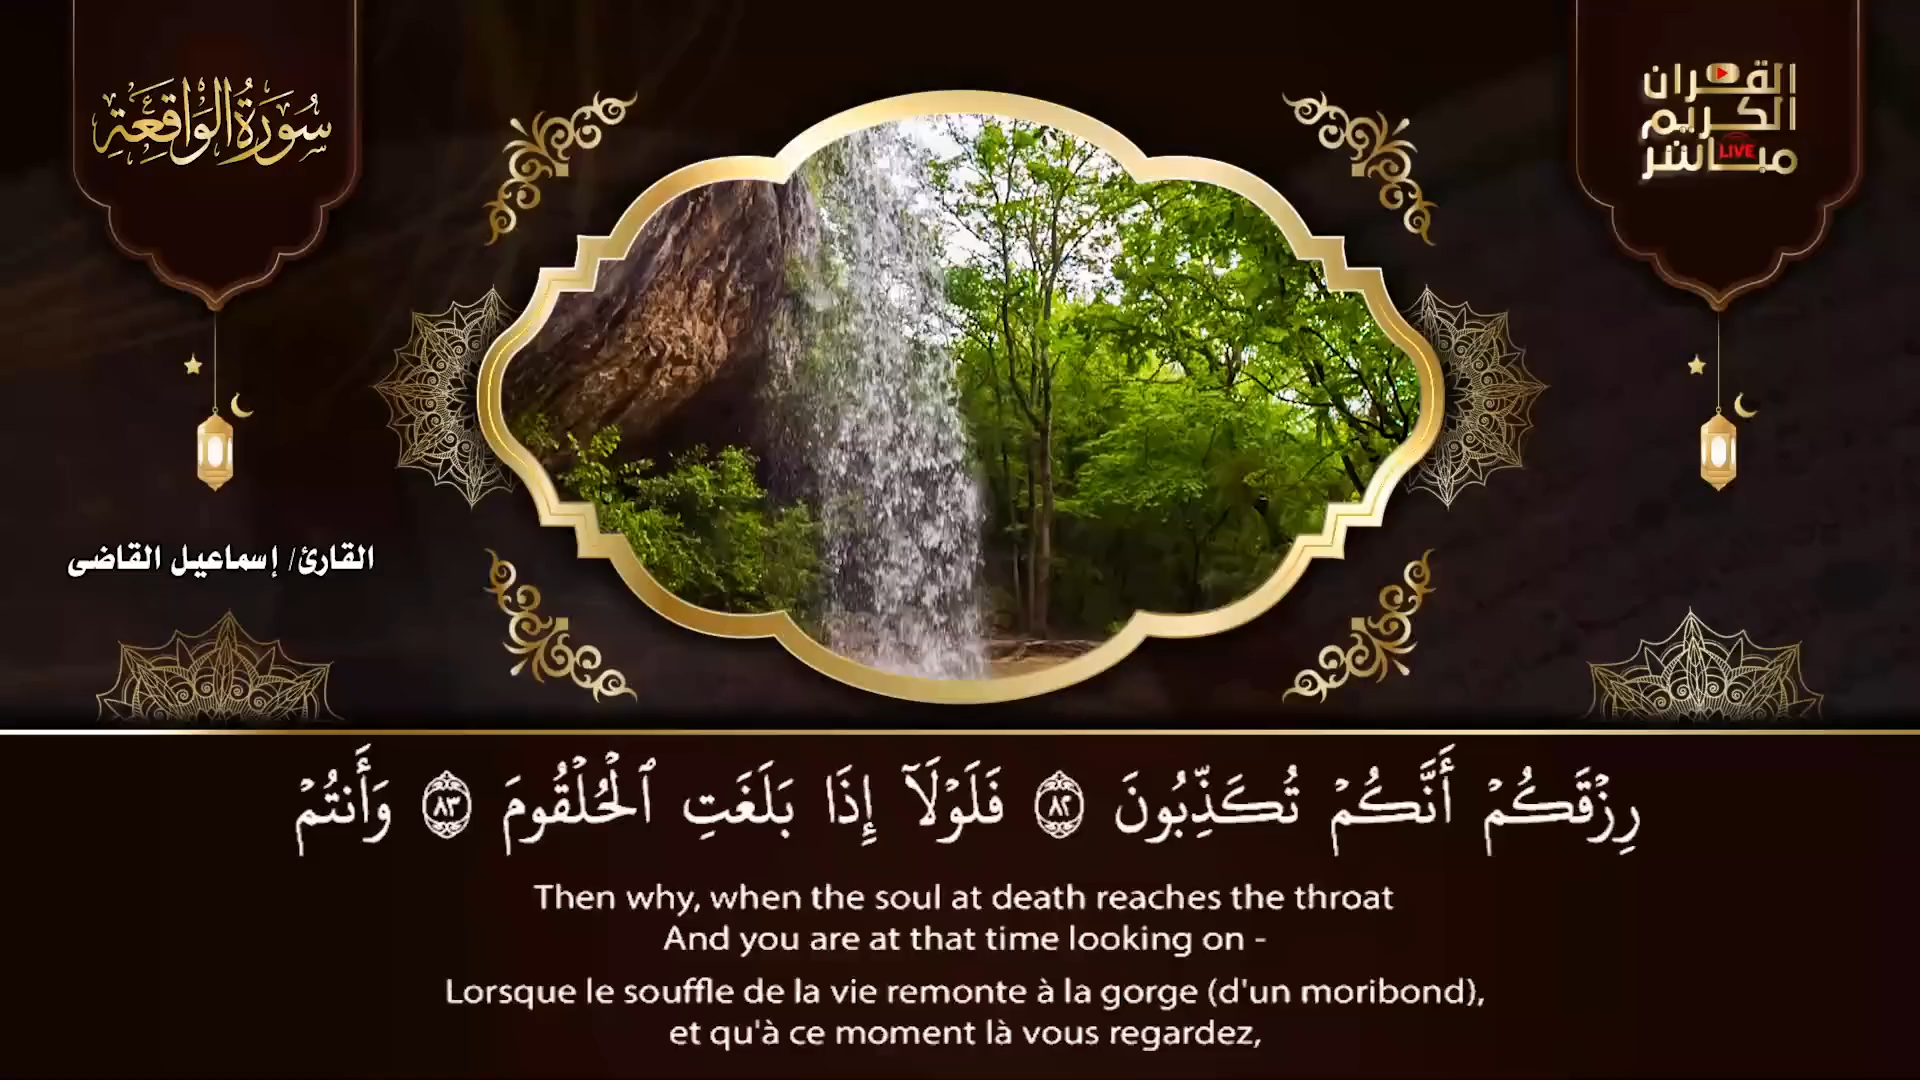 سُورَةُ الْوَاقِعَةِ
القران
الكريم
مباشر
LIVE
القارئ/ إسماعيل القاضى
رِزْقَكُمْ أَنَّكُمْ تُكَذِّبُونَ ٨٢ فَلَوْلَآ إِذَا بَلَغَتِ ٱلْحُلْقُومَ ٨٣ وَأَنتُمْ
Then why, when the soul at death reaches the throat
And you are at that time looking on -
Lorsque le souffle de la vie remonte à la gorge (d'un moribond),
et qu'à ce moment là vous regardez,